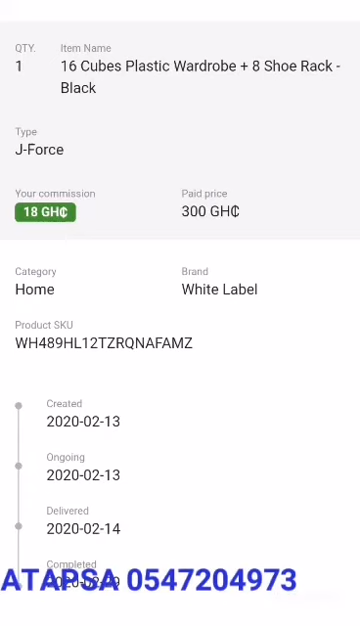 QTY. Item Name
1 16 Cubes Plastic Wardrobe + 8 Shoe Rack -
Black
Type
J-Force
Your commission Paid price
18 GH₵ 300 GH₵
Category Brand
Home White Label
Product SKU
WH489HL12TZRQNAFAMZ
Created
2020-02-13
Ongoing
2020-02-13
Delivered
2020-02-14
Completed
ATAPSA 0547204973